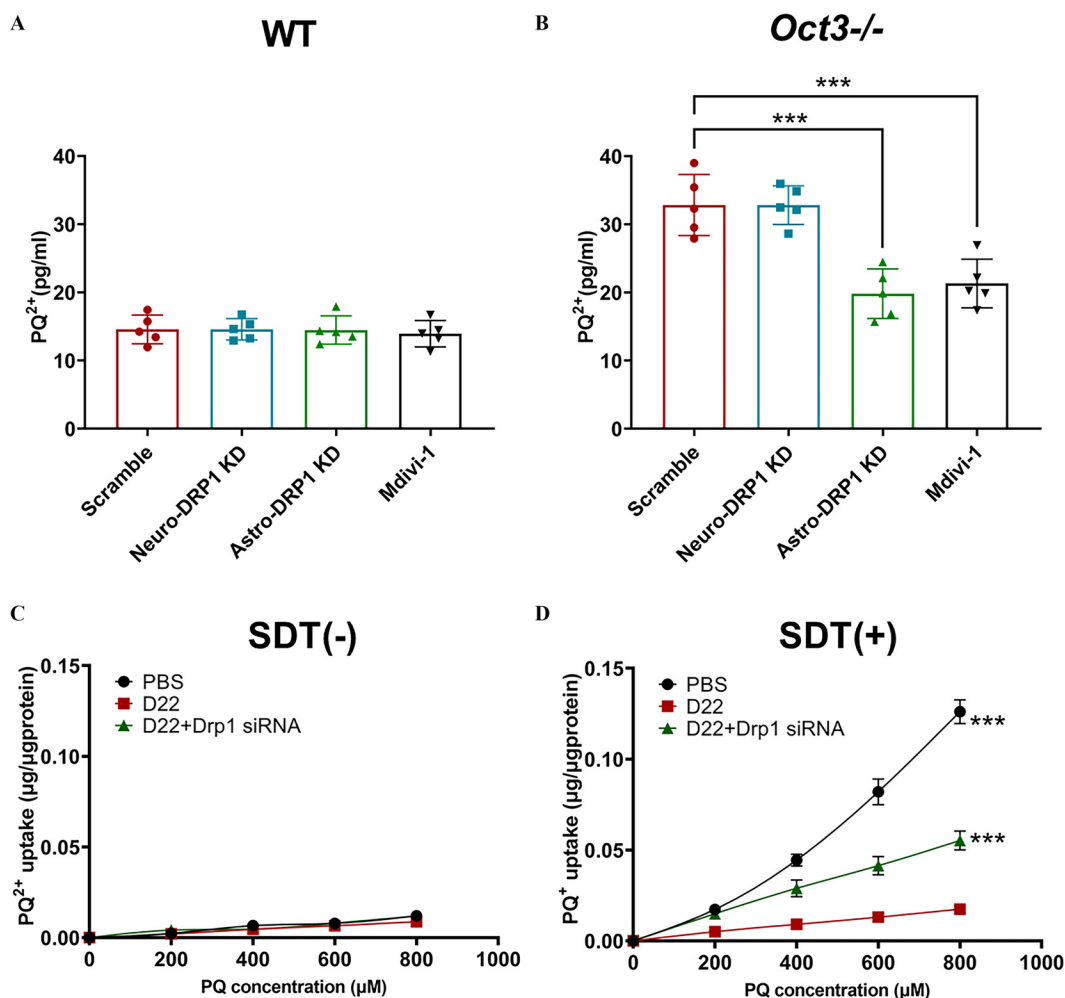 A
WT
PQ²⁺(pg/ml)
40
30
20
10
0
Scramble
Neuro-DRP1 KD
Astro-DRP1 KD
Mdivi-1
B
Oct3-/-
***
***
PQ²⁺(pg/ml)
40
30
20
10
0
Scramble
Neuro-DRP1 KD
Astro-DRP1 KD
Mdivi-1
C
SDT(-)
PBS
D22
D22+Drp1 siRNA
PQ²⁺ uptake (μg/μgprotein)
0.15
0.10
0.05
0.00
0 200 400 600 800 1000
PQ concentration (μM)
D
SDT(+)
PBS
D22
D22+Drp1 siRNA
***
***
PQ⁺ uptake (μg/μgprotein)
0.15
0.10
0.05
0.00
0 200 400 600 800 1000
PQ concentration (μM)